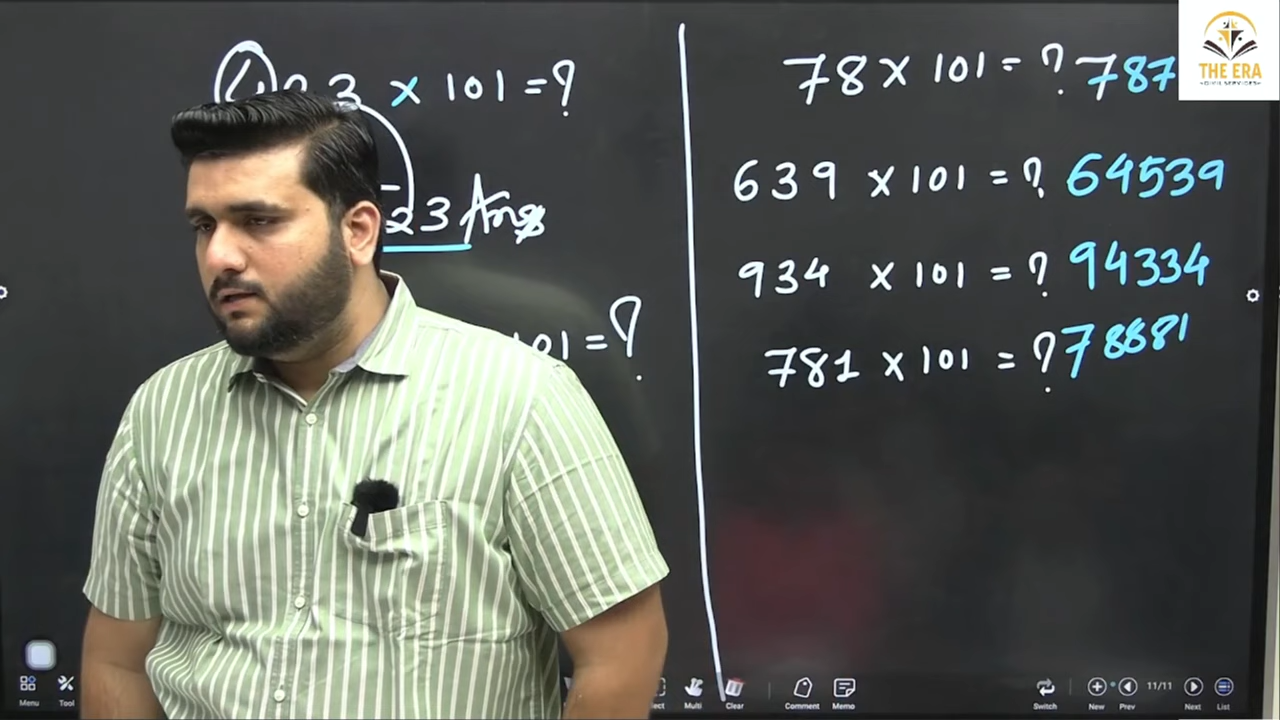 423 × 101 = ?
23 Ans
101 = ?
78 × 101 = ? 787
639 × 101 = ? 64539
934 × 101 = ? 94334
781 × 101 = ? 78881
THE ERA
Menu Tool Multi Clear Comment Memo Switch New Prev 11/11 Next List